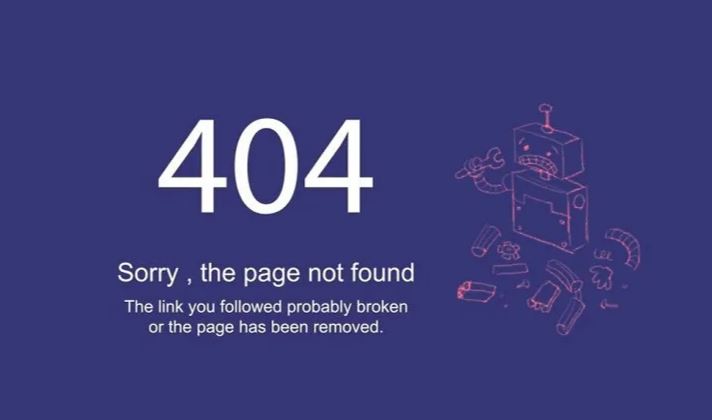 404
Sorry , the page not found
The link you followed probably broken
or the page has been removed.